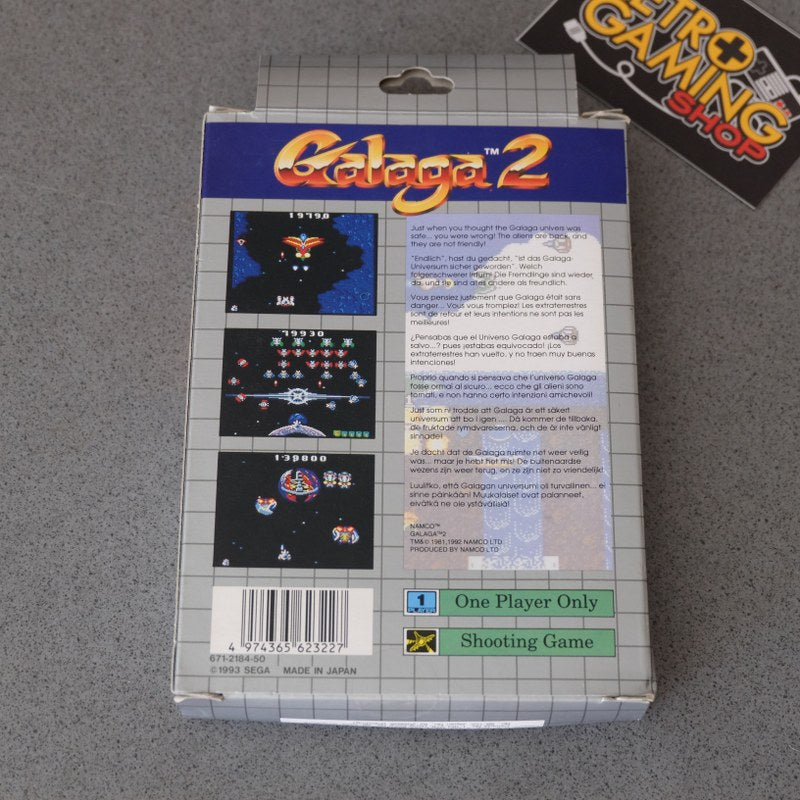 RETRO
GAMING
SHOP
Galaga™ 2
19790
79930
139800
Just when you thought the Galaga univers was
safe... you were wrong! The aliens are back, and
they are not friendly!
"Endlich", hast du gedacht, "ist das Galaga-
Universum sicher geworden". Welch
folgenschwerer Irrtum! Die Fremdlinge sind wieder
da, und sie sind alles andere als freundlich.
Vous pensiez justement que Galaga était sans
danger... Vous vous trompiez! Les extraterrestres
sont de retour et leurs intentions ne sont pas les
meilleures!
¿Pensabas que el Universo Galaga estaba a
salvo...? pues ¡estabas equivocado! ¡Los
extraterrestres han vuelto, y no traen muy buenas
intenciones!
Proprio quando si pensava che l'universo Galaga
fosse ormai al sicuro... ecco che gli alieni sono
tornati, e non hanno certo intenzioni amichevoli!
Just som ni trodde att Galaga är ett säkert
universum att bo i igen .... Då kommer de tillbaka,
de fruktade rymdvarelserna, och de är inte vänligt
sinnade!
Je dacht dat de Galaga ruimte net weer veilig
was... maar je hebt het mis! De buitenaardse
wezens zijn weer terug, en ze zijn niet zo vriendelijk!
Luulitko, että Galagan universumi oli turvallinen... ei
sinne päinkään! Muukalaiset ovat palanneet,
eivätkä ne ole ystävällisiä!
NAMCO™
GALAGA™2
TM&©1981,1992 NAMCO LTD.
PRODUCED BY NAMCO LTD
1
PLAYER
One Player Only
Shooting Game
4 974365 623227
671-2184-50
©1993 SEGA MADE IN JAPAN